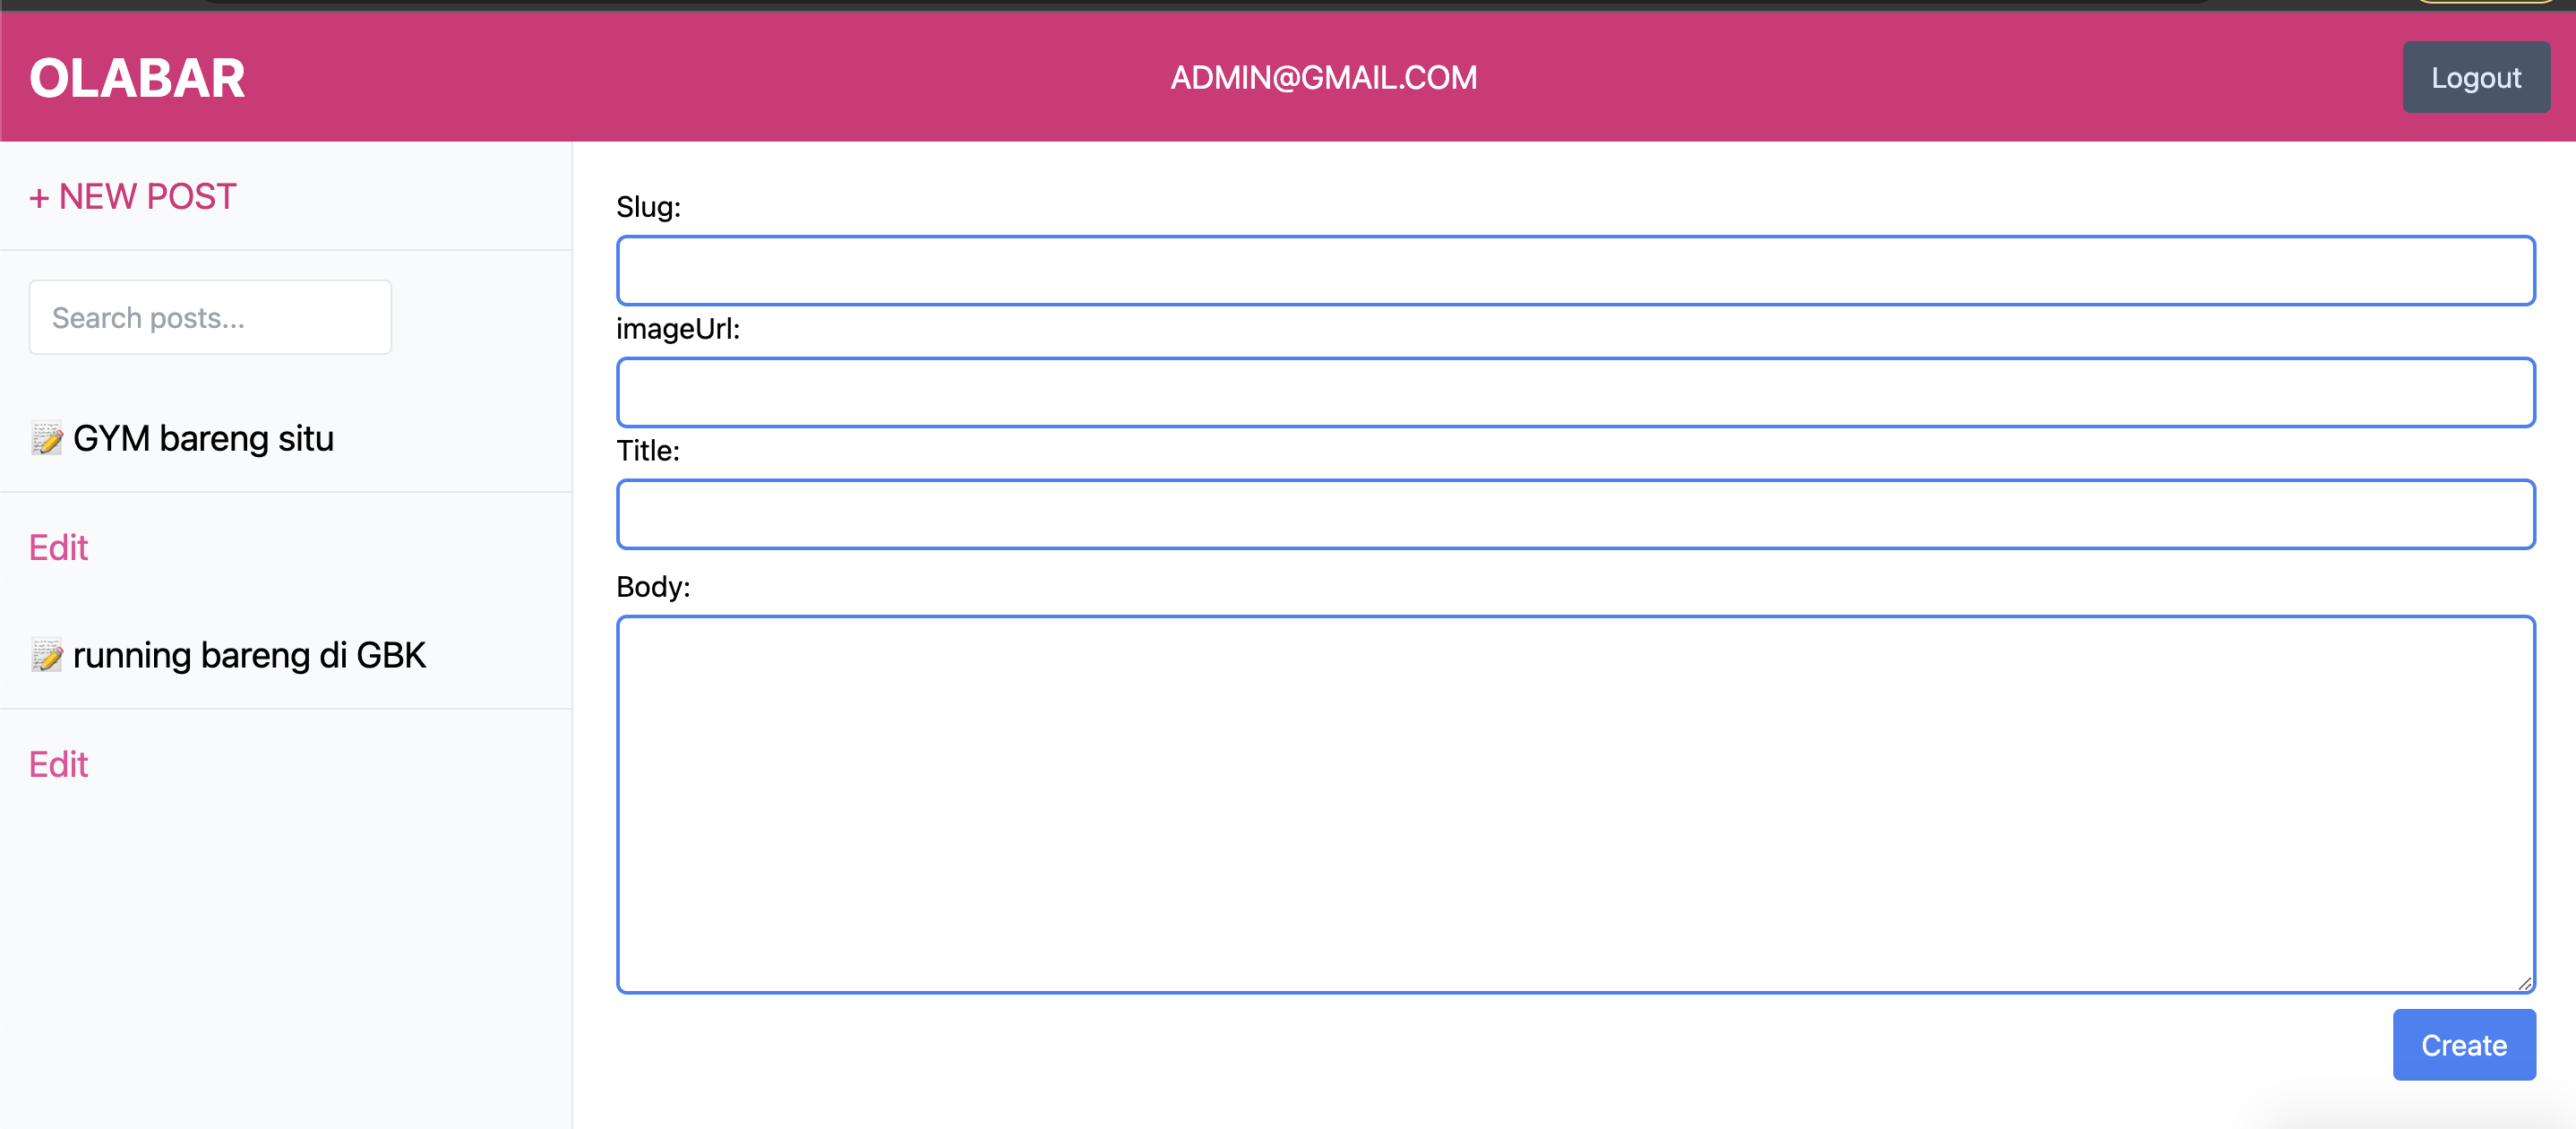 OLABAR
ADMIN@GMAIL.COM
Logout
+ NEW POST
Search posts...
📝 GYM bareng situ
Edit
📝 running bareng di GBK
Edit
Slug:
imageUrl:
Title:
Body:
Create